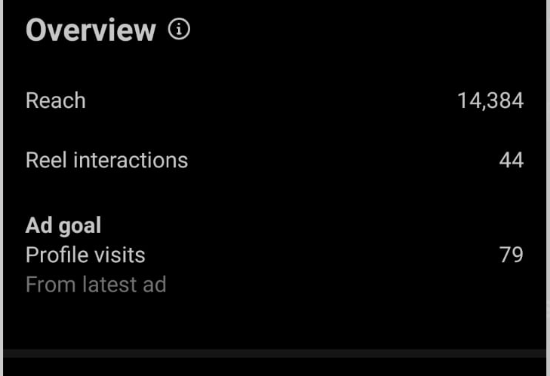 Overview
Reach 14,384
Reel interactions 44
Ad goal
Profile visits 79
From latest ad